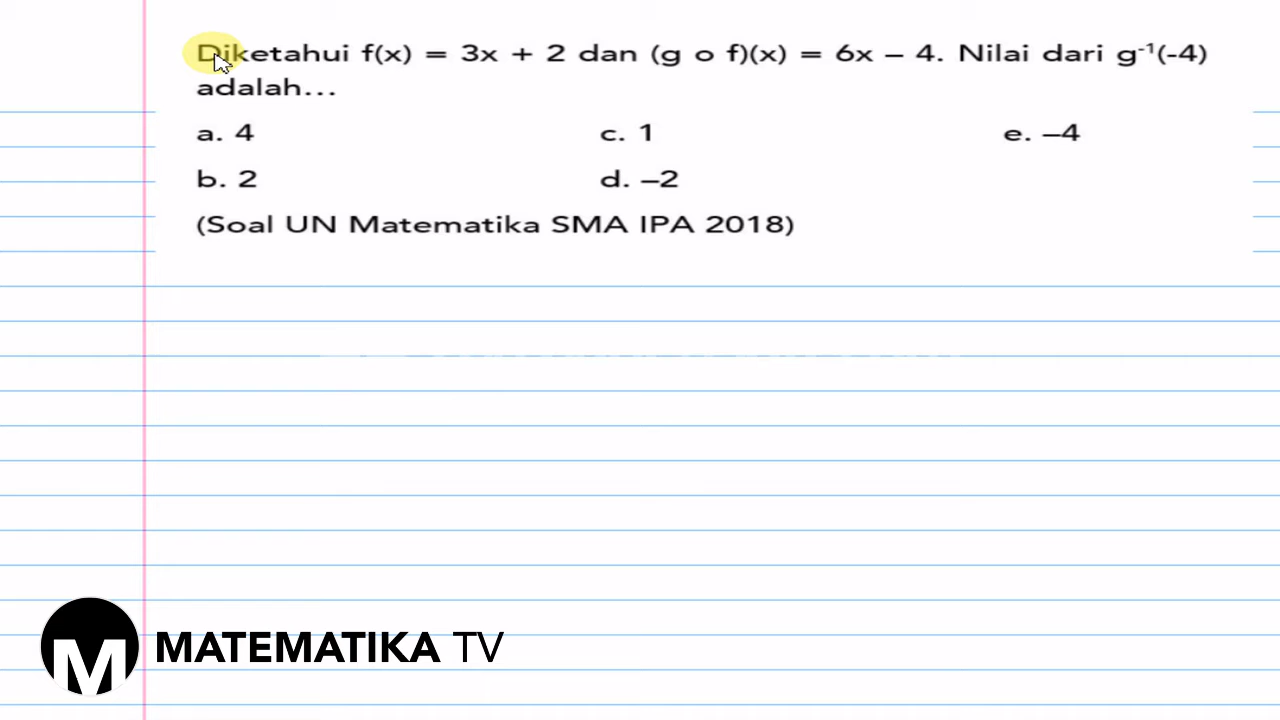 Diketahui f(x) = 3x + 2 dan (g o f)(x) = 6x – 4. Nilai dari g⁻¹(-4)
adalah...
a. 4 c. 1 e. –4
b. 2 d. –2
(Soal UN Matematika SMA IPA 2018)
M MATEMATIKA TV